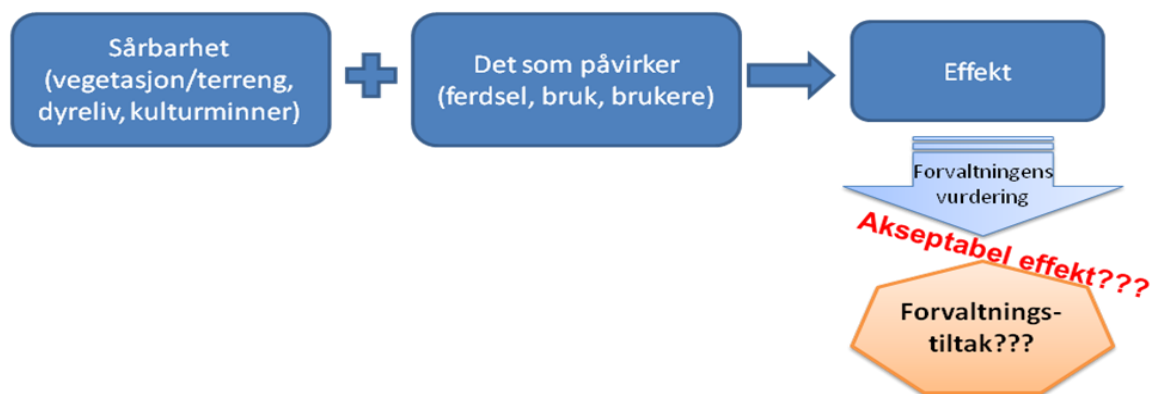 Sårbarhet
(vegetasjon/terreng,
dyreliv, kulturminner)
Det som påvirker
(ferdsel, bruk, brukere)
Effekt
Forvaltningens
vurdering
Akseptabel effekt???
Forvaltnings-
tiltak???